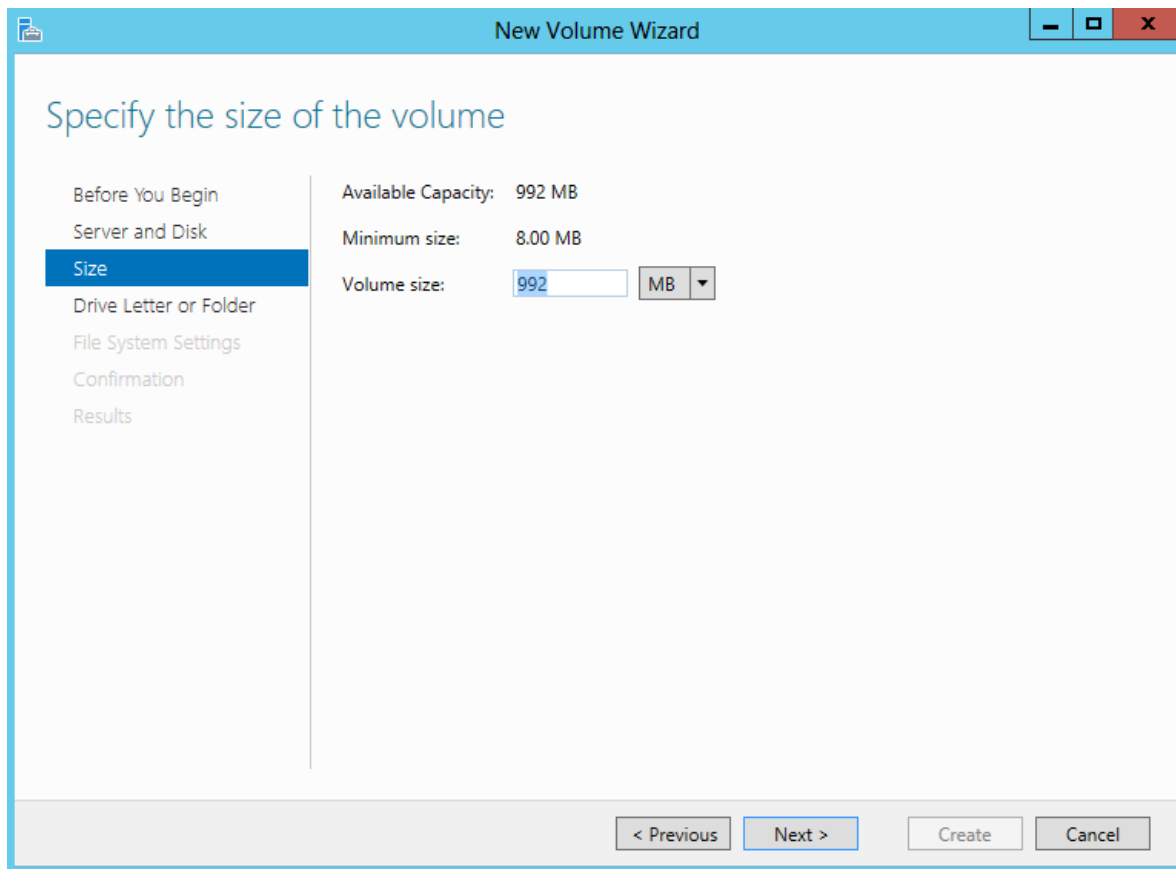 New Volume Wizard
Specify the size of the volume
Before You Begin
Server and Disk
Size
Drive Letter or Folder
File System Settings
Confirmation
Results
Available Capacity: 992 MB
Minimum size: 8.00 MB
Volume size: 992 MB
< Previous Next > Create Cancel